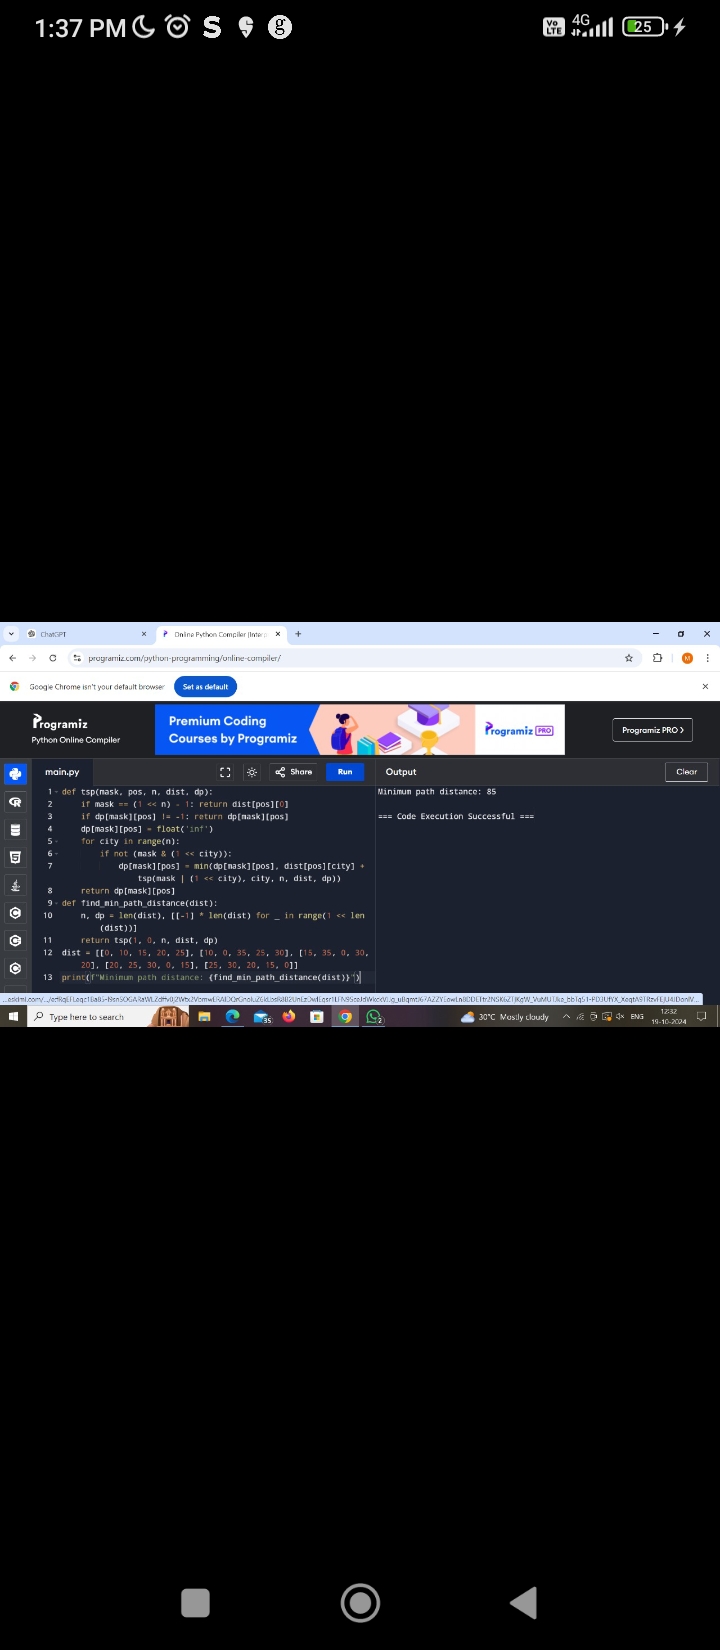 1:37 PM S g Vo LTE 4G 25
ChatGPT Online Python Compiler (Interp
programiz.com/python-programming/online-compiler/
M
Google Chrome isn't your default browser Set as default
Programiz
Python Online Compiler
Premium Coding
Courses by Programiz
Programiz PRO
Programiz PRO >
main.py Share Run Output Clear
1 def tsp(mask, pos, n, dist, dp):
2 if mask == (1 << n) - 1: return dist[pos][0]
3 if dp[mask][pos] != -1: return dp[mask][pos]
4 dp[mask][pos] = float('inf')
5 for city in range(n):
6 if not (mask & (1 << city)):
7 dp[mask][pos] = min(dp[mask][pos], dist[pos][city] +
tsp(mask | (1 << city), city, n, dist, dp))
8 return dp[mask][pos]
9 def find_min_path_distance(dist):
10 n, dp = len(dist), [[-1] * len(dist) for _ in range(1 << len
(dist))]
11 return tsp(1, 0, n, dist, dp)
12 dist = [[0, 10, 15, 20, 25], [10, 0, 35, 25, 30], [15, 35, 0, 30,
20], [20, 25, 30, 0, 15], [25, 30, 20, 15, 0]]
13 print(f"Minimum path distance: {find_min_path_distance(dist)}")
Minimum path distance: 85
=== Code Execution Successful ===
Type here to search
35
2
30°C Mostly cloudy
ENG
12:32
19-10-2024